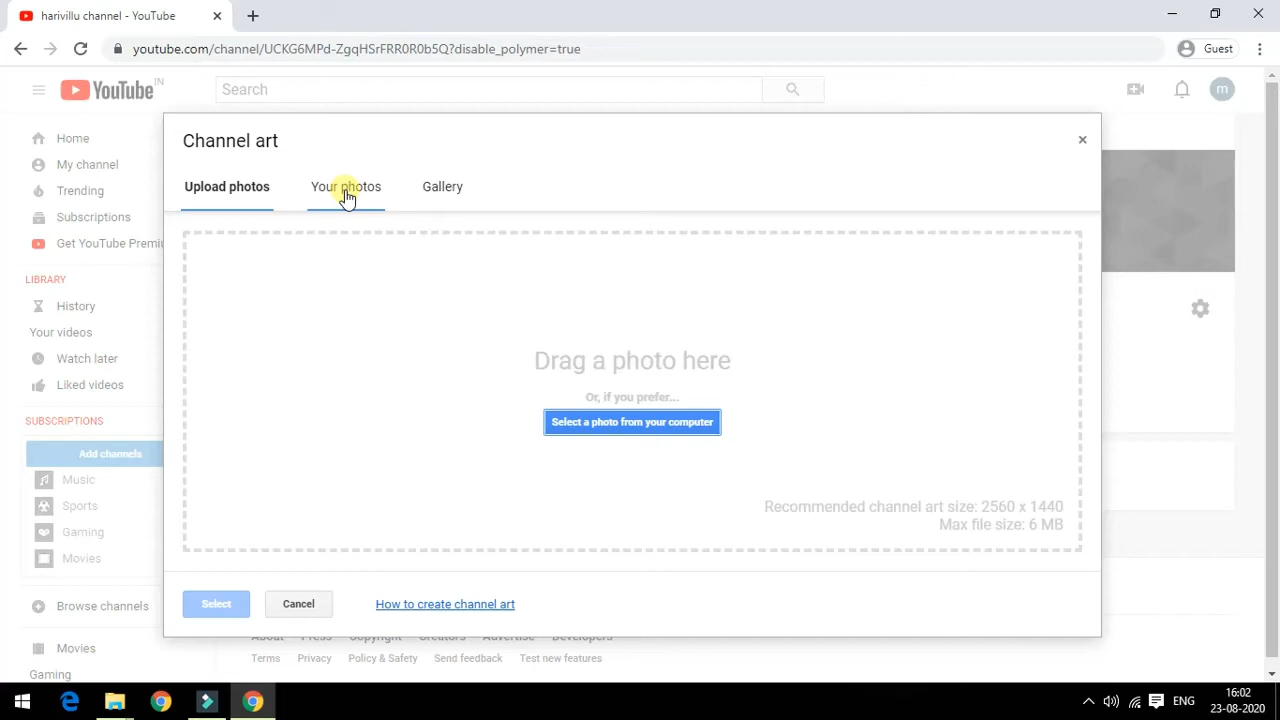 harivillu channel - YouTube
youtube.com/channel/UCKG6MPd-ZgqHSrFRR0R0b5Q?disable_polymer=true
Guest
YouTube IN
Search
m
Channel art
Upload photos
Your photos
Gallery
Home
My channel
Trending
Subscriptions
Get YouTube Premiu
LIBRARY
History
Your videos
Watch later
Liked videos
SUBSCRIPTIONS
Add channels
Music
Sports
Gaming
Movies
Browse channels
Movies
Gaming
Drag a photo here
Or, if you prefer...
Select a photo from your computer
Recommended channel art size: 2560 x 1440
Max file size: 6 MB
Select
Cancel
How to create channel art
About Press Copyright Creators Advertise Developers
Terms Privacy Policy & Safety Send feedback Test new features
ENG
16:02
23-08-2020